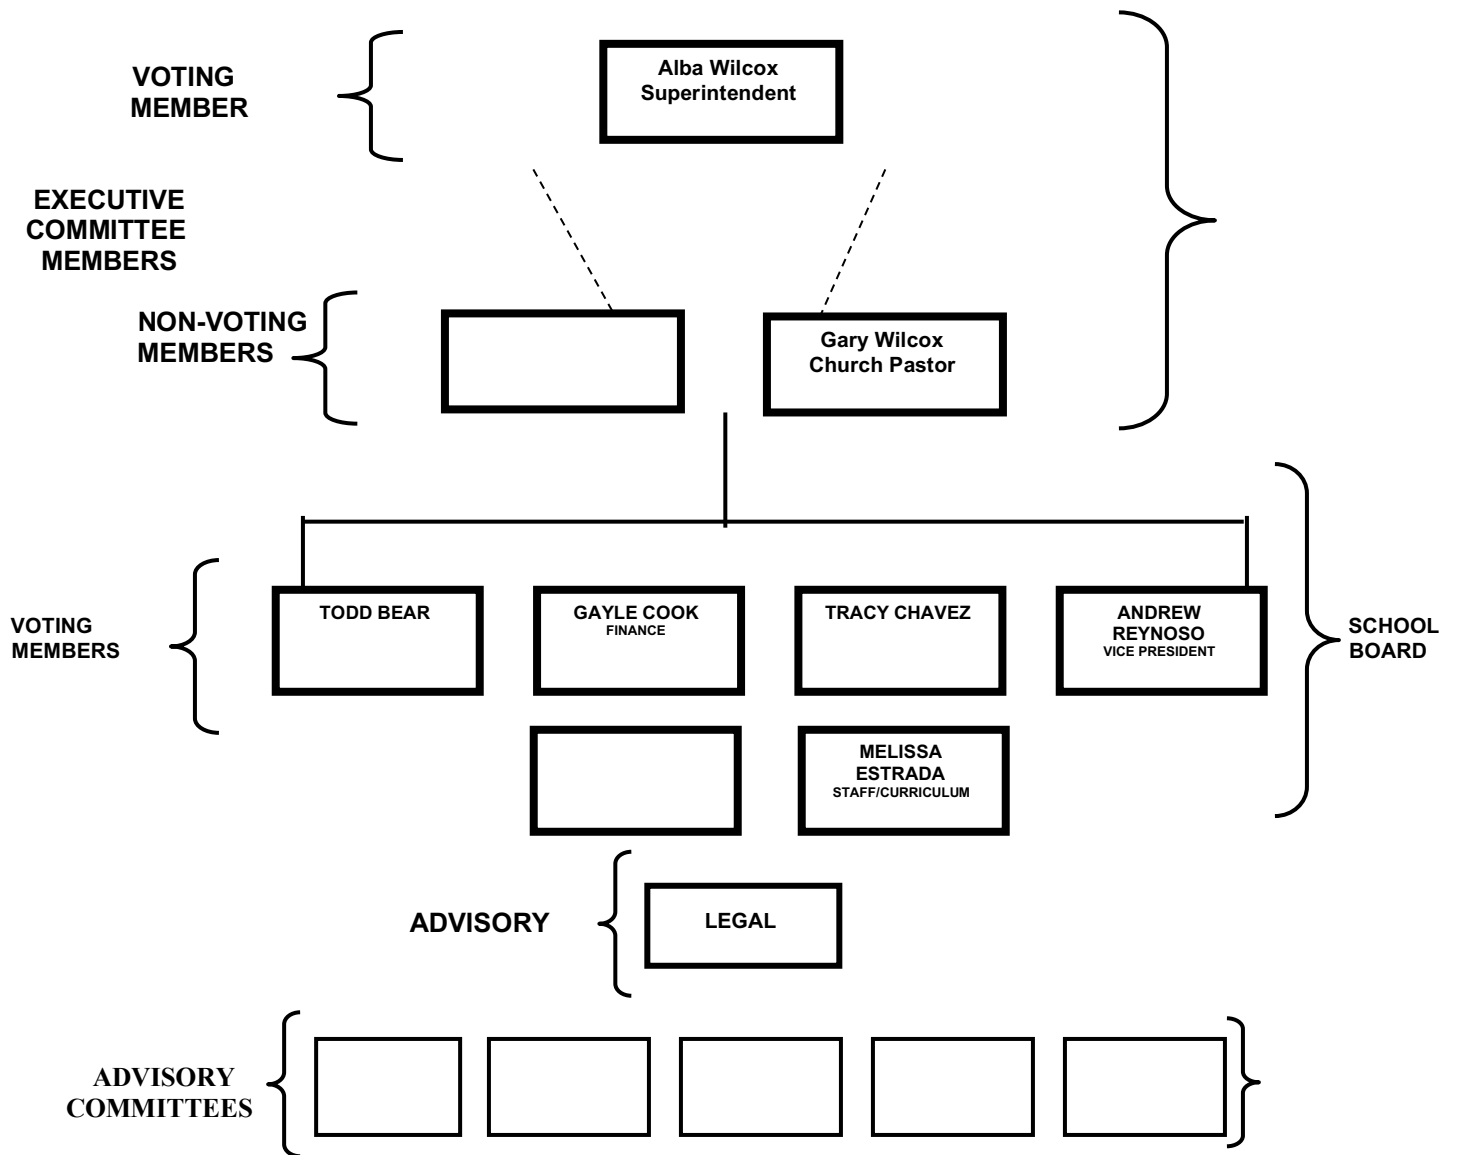 VOTING
MEMBER
Alba Wilcox
Superintendent
EXECUTIVE
COMMITTEE
MEMBERS
NON-VOTING
MEMBERS
Gary Wilcox
Church Pastor
VOTING
MEMBERS
TODD BEAR
GAYLE COOK
FINANCE
TRACY CHAVEZ
ANDREW
REYNOSO
VICE PRESIDENT
SCHOOL
BOARD
MELISSA
ESTRADA
STAFF/CURRICULUM
ADVISORY
LEGAL
ADVISORY
COMMITTEES